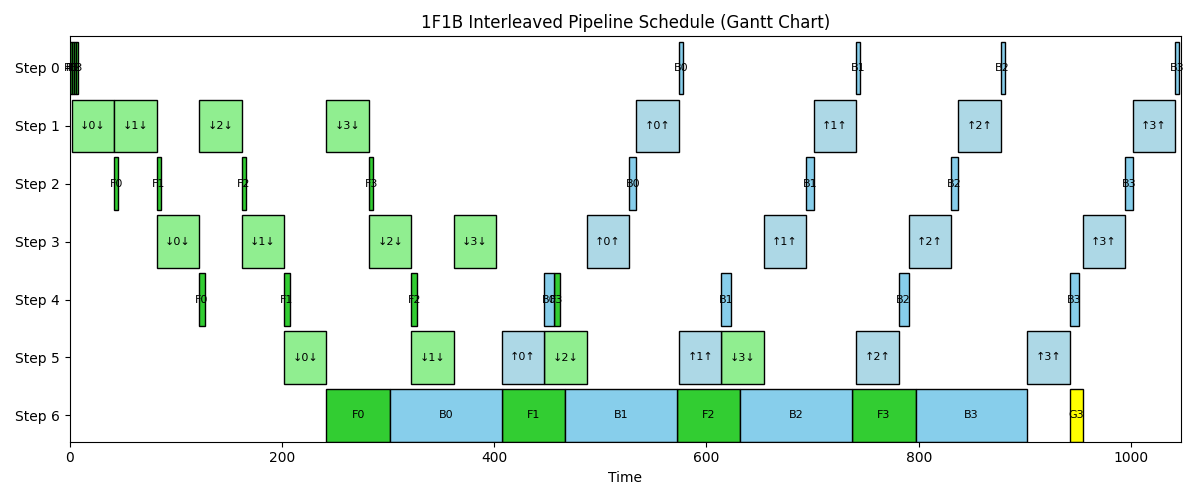 1F1B Interleaved Pipeline Schedule (Gantt Chart)
Step 0 B0 B1 B2 B3
Step 1 ↓0↓ ↓1↓ ↓2↓ ↓3↓ ↑0↑ ↑1↑ ↑2↑ ↑3↑
Step 2 F0 F1 F2 F3 B0 B1 B2 B3
Step 3 ↓0↓ ↓1↓ ↓2↓ ↓3↓ ↑0↑ ↑1↑ ↑2↑ ↑3↑
Step 4 F0 F1 F2 B0 F3 B1 B2 B3
Step 5 ↓0↓ ↓1↓ ↑0↑ ↓2↓ ↑1↑ ↓3↓ ↑2↑ ↑3↑
Step 6 F0 B0 F1 B1 F2 B2 F3 B3 G3
0 200 400 600 800 1000
Time